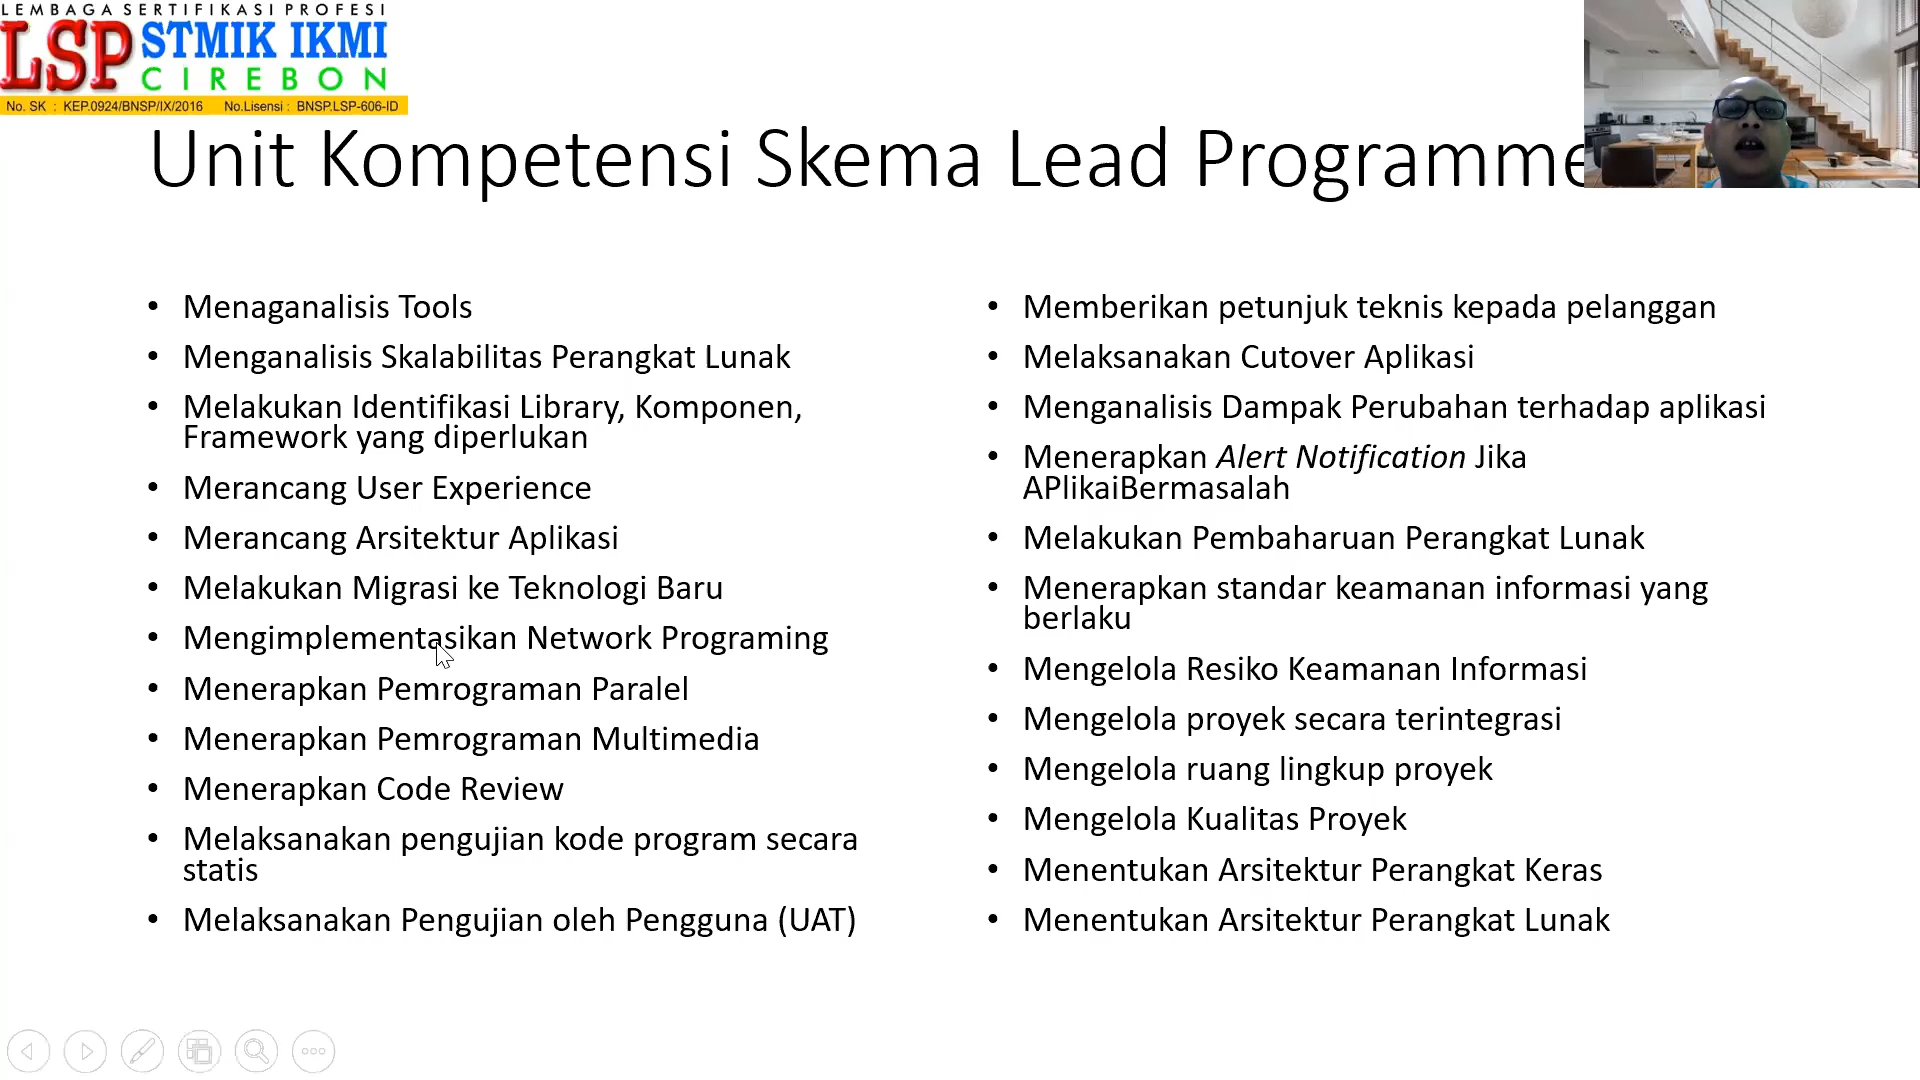 LEMBAGA SERTIFIKASI PROFESI
LSP STMIK IKMI
CIREBON
No. SK : KEP.0924/BNSP/IX/2016 No.Lisensi : BNSP.LSP-606-ID
Unit Kompetensi Skema Lead Programme
• Menaganalisis Tools
• Menganalisis Skalabilitas Perangkat Lunak
• Melakukan Identifikasi Library, Komponen,
Framework yang diperlukan
• Merancang User Experience
• Merancang Arsitektur Aplikasi
• Melakukan Migrasi ke Teknologi Baru
• Mengimplementasikan Network Programing
• Menerapkan Pemrograman Paralel
• Menerapkan Pemrograman Multimedia
• Menerapkan Code Review
• Melaksanakan pengujian kode program secara
statis
• Melaksanakan Pengujian oleh Pengguna (UAT)
• Memberikan petunjuk teknis kepada pelanggan
• Melaksanakan Cutover Aplikasi
• Menganalisis Dampak Perubahan terhadap aplikasi
• Menerapkan Alert Notification Jika
APlikaiBermasalah
• Melakukan Pembaharuan Perangkat Lunak
• Menerapkan standar keamanan informasi yang
berlaku
• Mengelola Resiko Keamanan Informasi
• Mengelola proyek secara terintegrasi
• Mengelola ruang lingkup proyek
• Mengelola Kualitas Proyek
• Menentukan Arsitektur Perangkat Keras
• Menentukan Arsitektur Perangkat Lunak